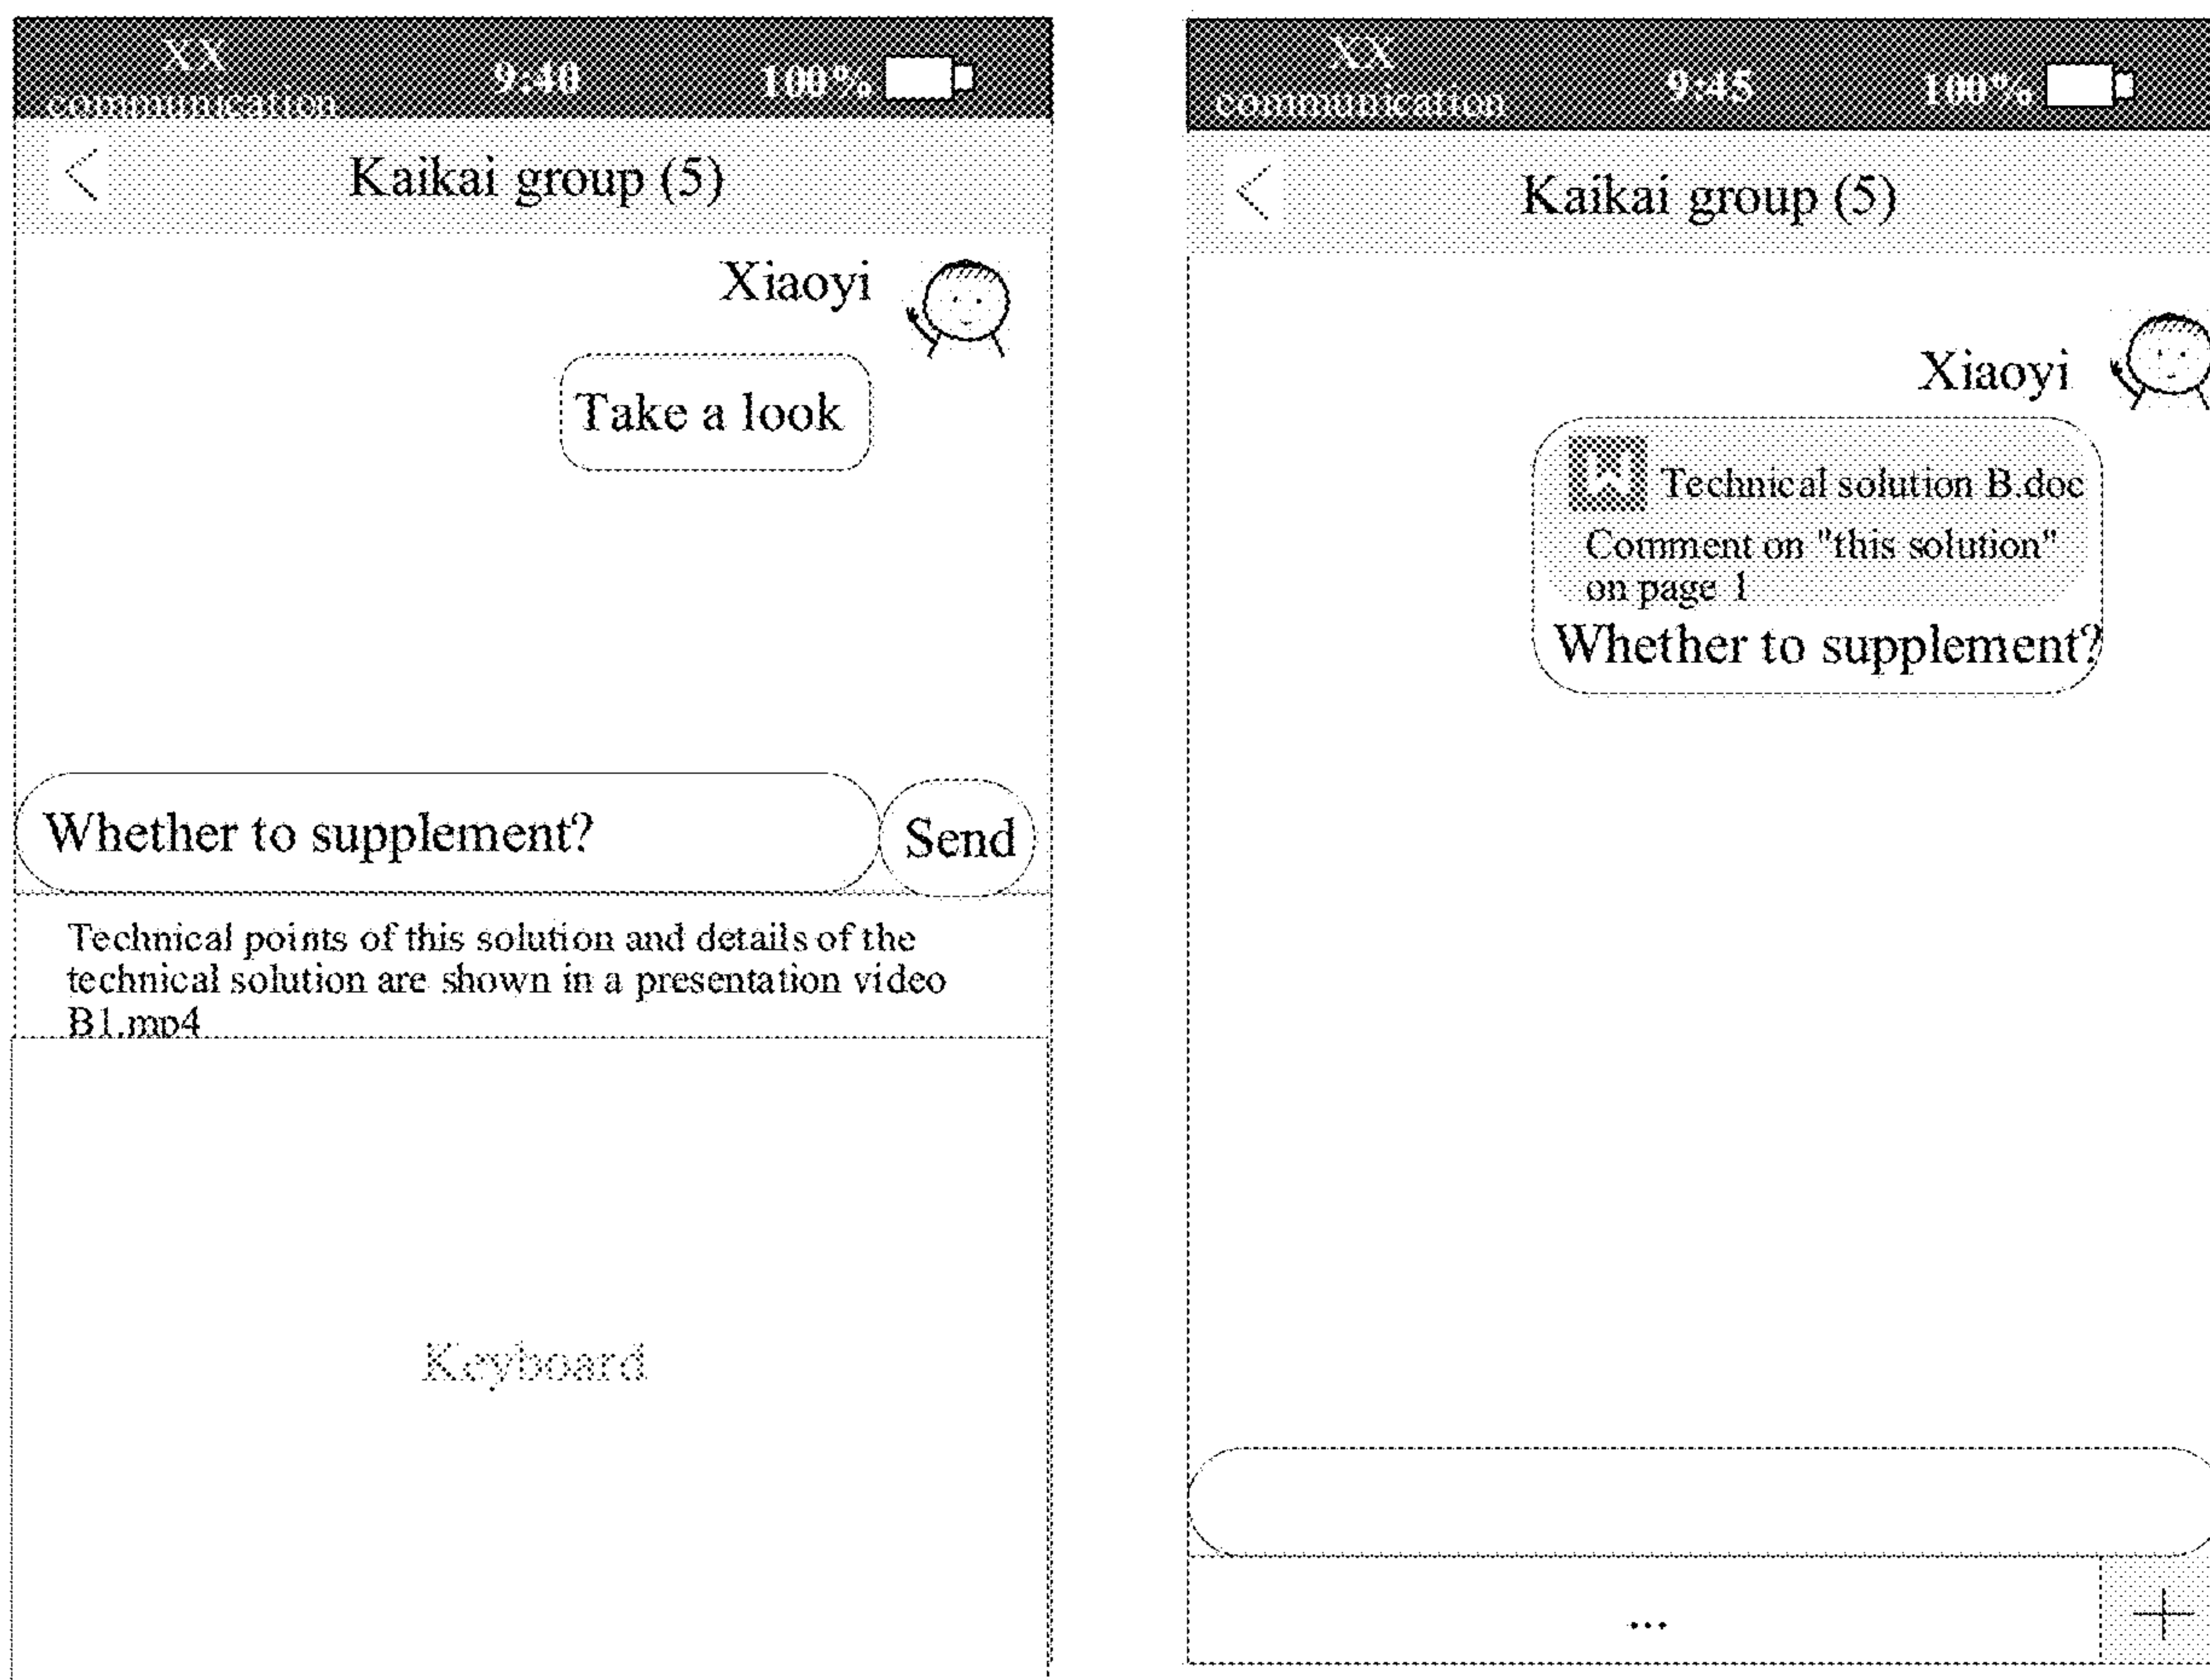 XX
communication
9:40
100%
<
Kaikai group (5)
Xiaoyi
Take a look
Whether to supplement?
Send
Technical points of this solution and details of the
technical solution are shown in a presentation video
B1.mp4
Keyboard
XX
communication
9:45
100%
<
Kaikai group (5)
Xiaoyi
W Technical solution B.doc
Comment on "this solution"
on page 1
Whether to supplement?
...
+